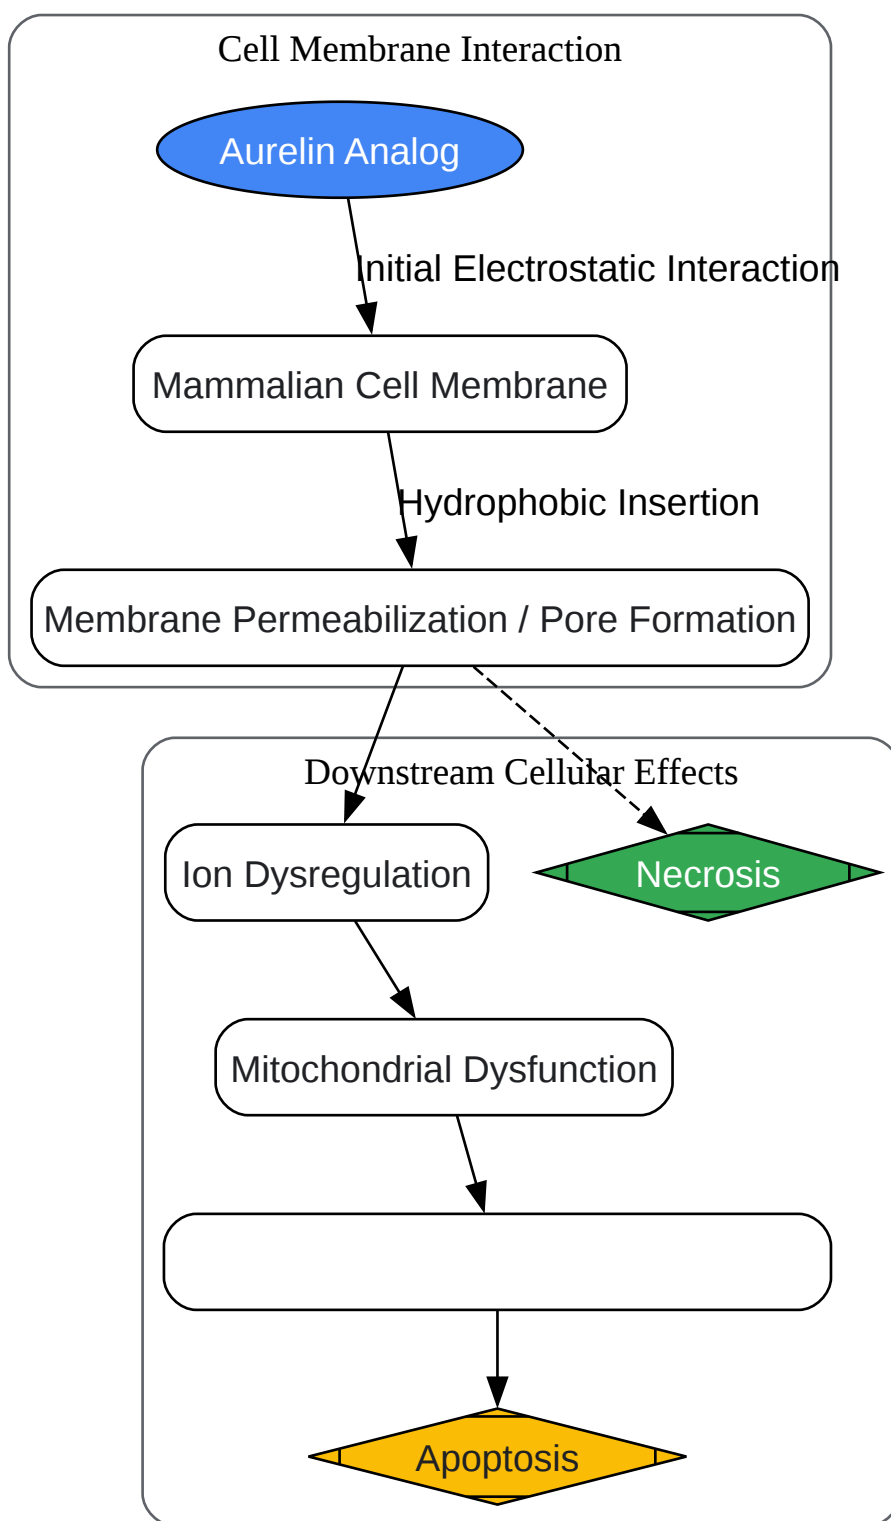 Cell Membrane Interaction
Aurelin Analog
Initial Electrostatic Interaction
Mammalian Cell Membrane
Hydrophobic Insertion
Membrane Permeabilization / Pore Formation
Downstream Cellular Effects
Ion Dysregulation
Necrosis
Mitochondrial Dysfunction
Apoptosis